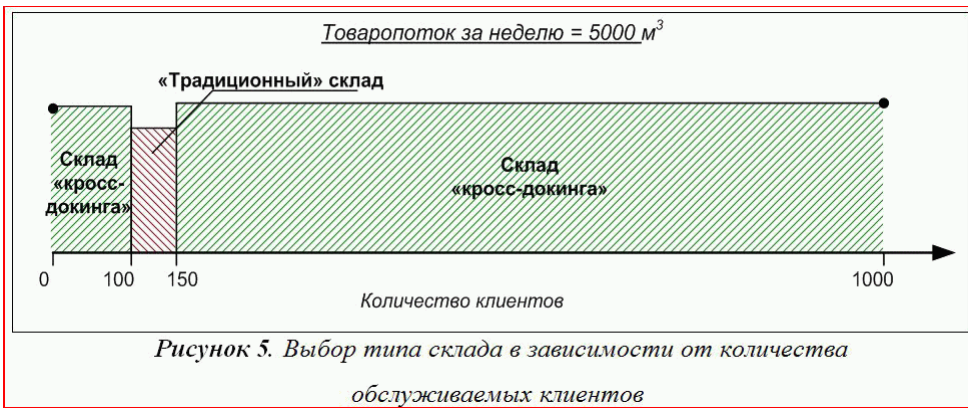 Товаропоток за неделю = 5000 м³
«Традиционный» склад
Склад
«кросс-
докинга»
Склад
«кросс-докинга»
0
100
150
1000
Количество клиентов
Рисунок 5. Выбор типа склада в зависимости от количества
обслуживаемых клиентов